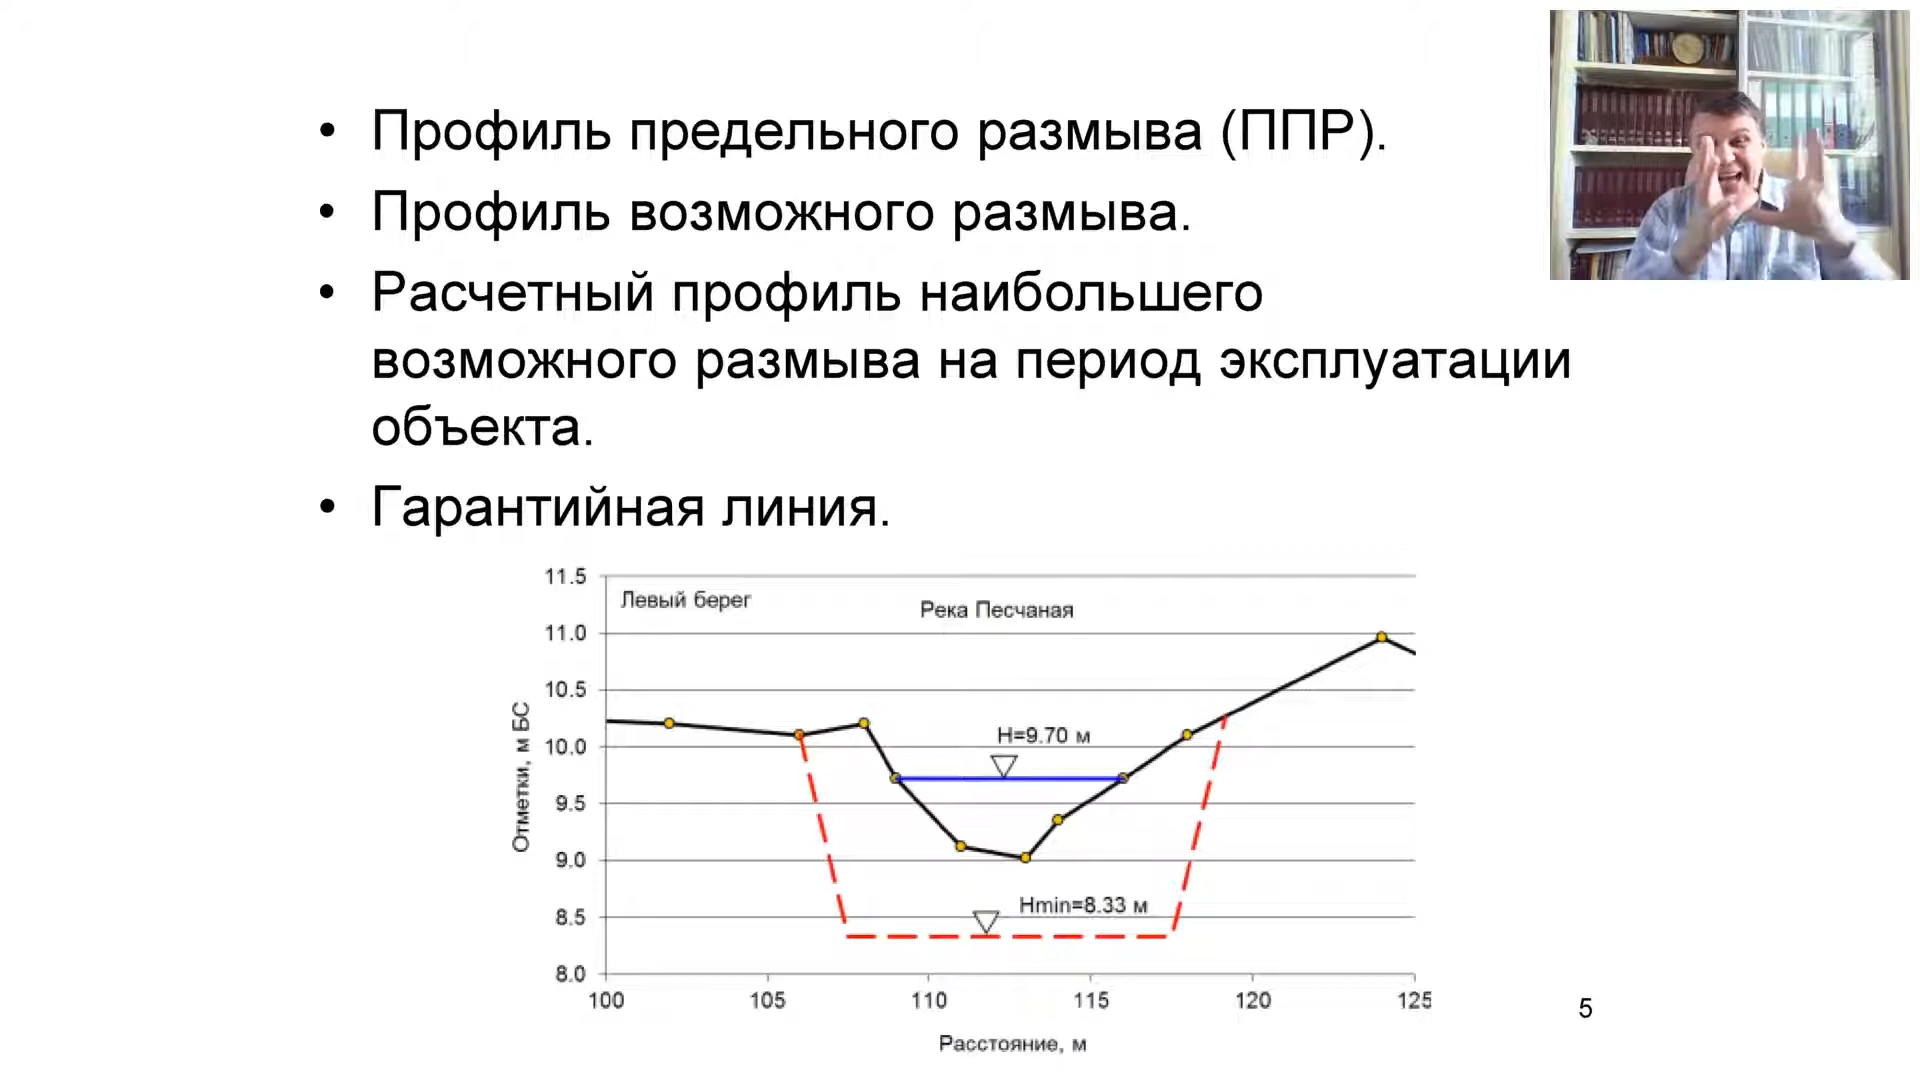 • Профиль предельного размыва (ППР).
• Профиль возможного размыва.
• Расчетный профиль наибольшего
возможного размыва на период эксплуатации
объекта.
• Гарантийная линия.
11.5
Левый берег
Река Песчаная
11.0
10.5
H=9.70 м
10.0
9.5
9.0
Hmin=8.33 м
8.5
8.0
Отметки, м БС
100 105 110 115 120 125
Расстояние, м
5